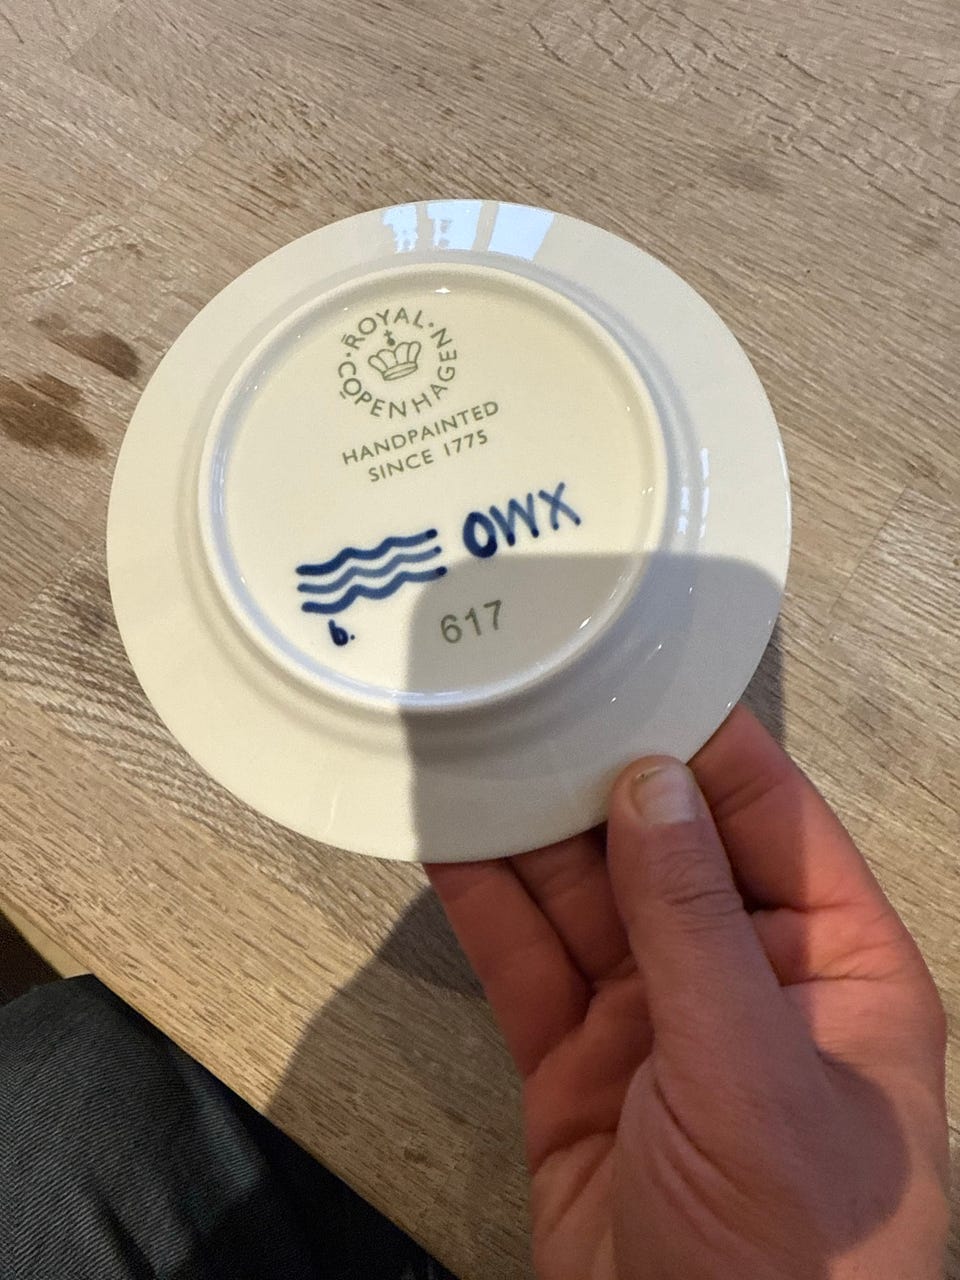 ROYAL
COPENHAGEN
HANDPAINTED
SINCE 1775
OWX
b.
617